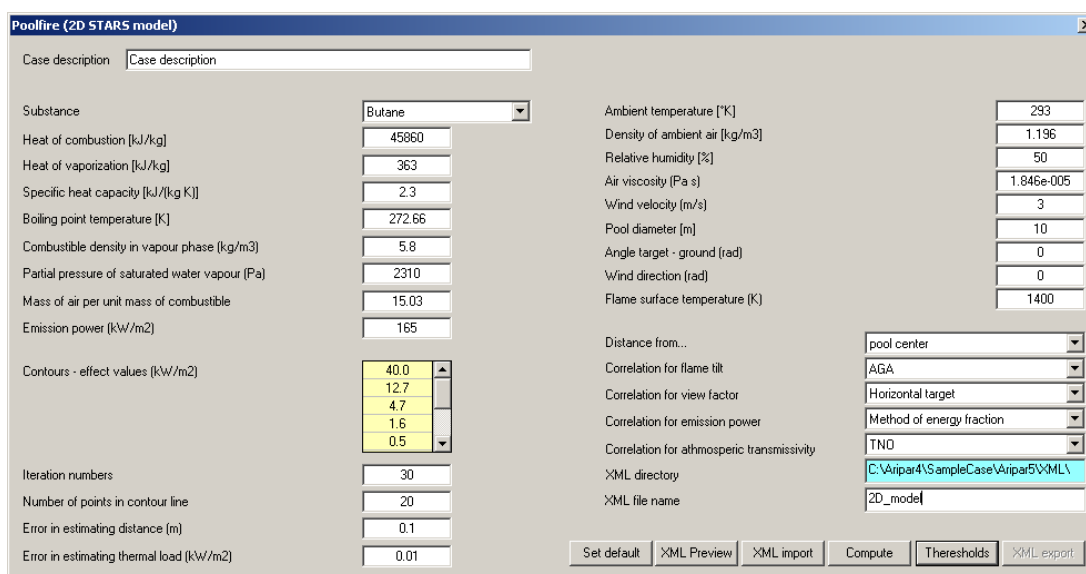 Poolfire (2D STARS model)
Case description Case description
Substance Butane
Heat of combustion [kJ/kg] 45860
Heat of vaporization [kJ/kg] 363
Specific heat capacity [kJ/(kg K)] 2.3
Boiling point temperature [K] 272.66
Combustible density in vapour phase (kg/m3) 5.8
Partial pressure of saturated water vapour (Pa) 2310
Mass of air per unit mass of combustible 15.03
Emission power (kW/m2) 165
Contours - effect values (kW/m2) 40.0
12.7
4.7
1.6
0.5
Iteration numbers 30
Number of points in contour line 20
Error in estimating distance (m) 0.1
Error in estimating thermal load (kW/m2) 0.01
Ambient temperature [°K] 293
Density of ambient air [kg/m3] 1.196
Relative humidity [%] 50
Air viscosity (Pa s) 1.846e-005
Wind velocity (m/s) 3
Pool diameter [m] 10
Angle target - ground (rad) 0
Wind direction (rad) 0
Flame surface temperature (K) 1400
Distance from... pool center
Correlation for flame tilt AGA
Correlation for view factor Horizontal target
Correlation for emission power Method of energy fraction
Correlation for athmosperic transmissivity TNO
XML directory C:\Aripar4\SampleCase\Aripar5\XML\
XML file name 2D_model
Set default XML Preview XML import Compute Theresholds XML export